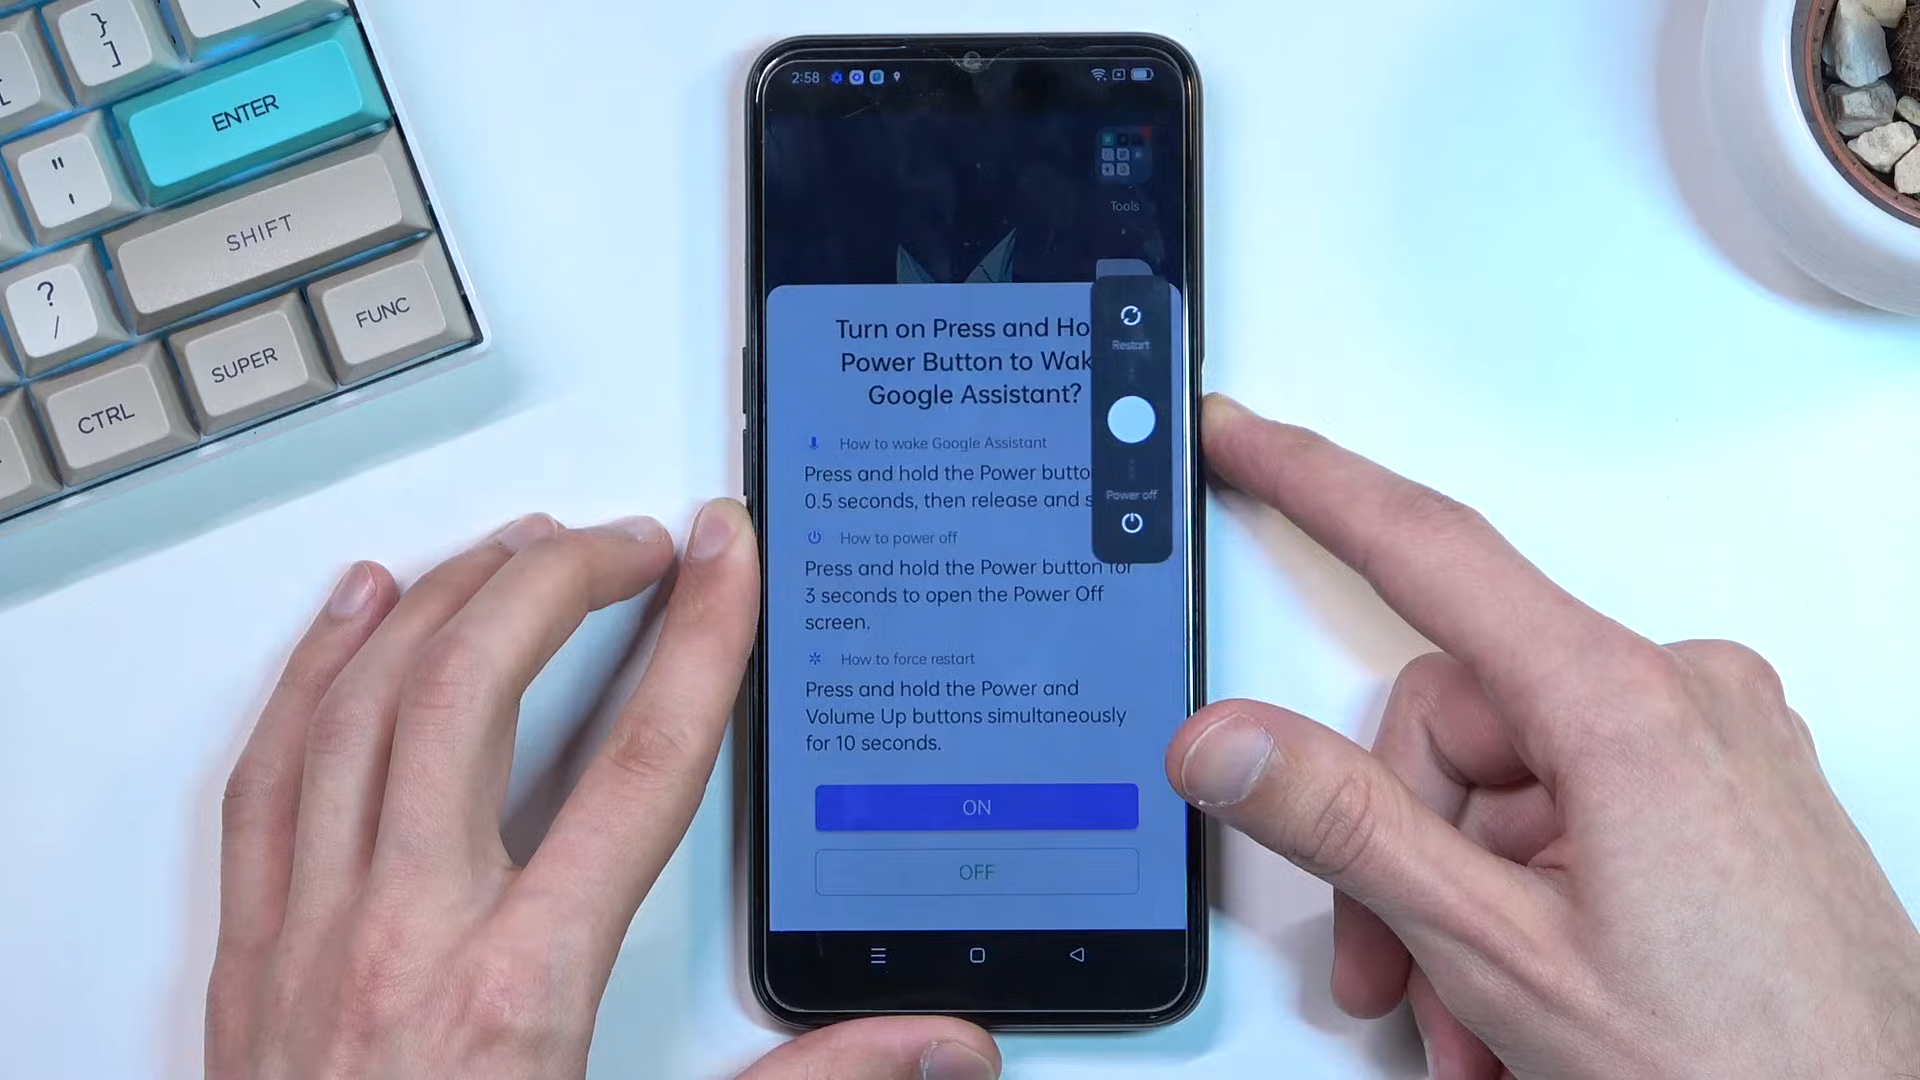 }
]
ENTER
"
'
SHIFT
?
/
SUPER
FUNC
CTRL
2:58
Tools
Turn on Press and Ho
Power Button to Wak
Google Assistant?
How to wake Google Assistant
Press and hold the Power butto
0.5 seconds, then release and s
How to power off
Press and hold the Power button for
3 seconds to open the Power Off
screen.
How to force restart
Press and hold the Power and
Volume Up buttons simultaneously
for 10 seconds.
ON
OFF
Restart
Power off